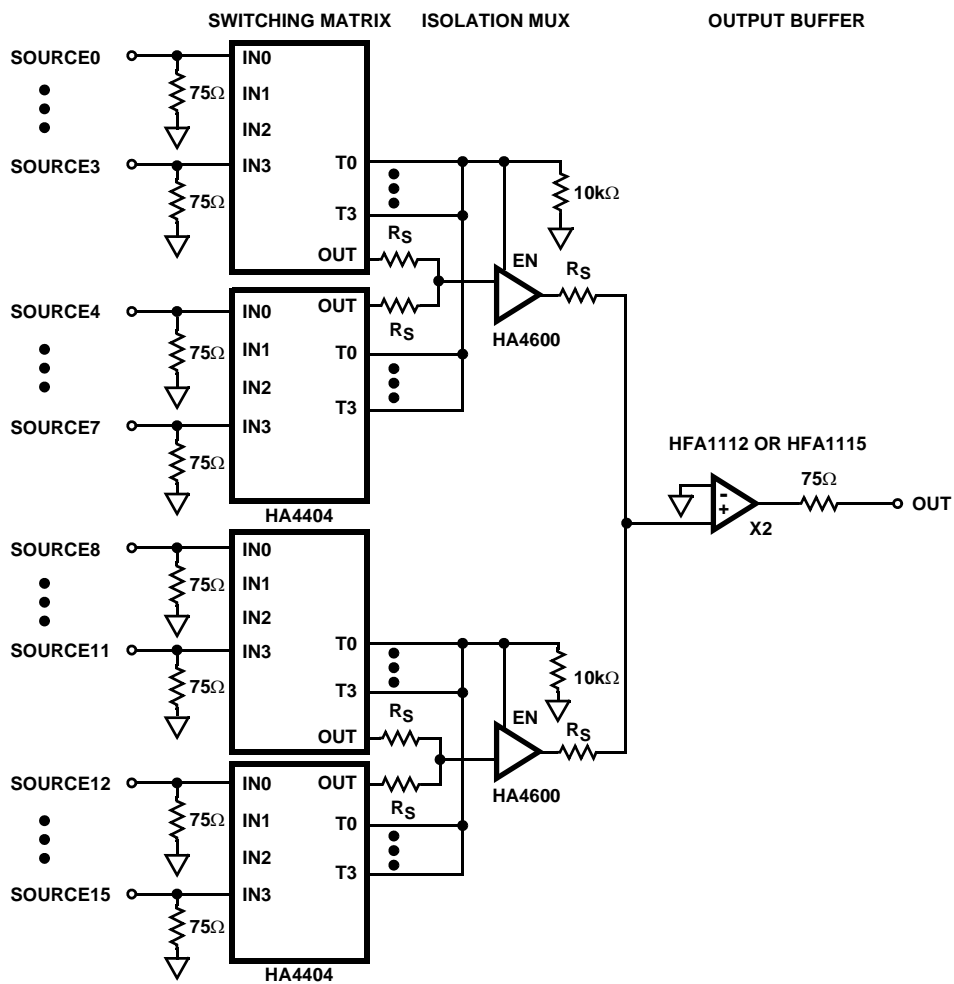 SWITCHING MATRIX ISOLATION MUX OUTPUT BUFFER
SOURCE0
75Ω
IN0
IN1
IN2
SOURCE3
75Ω
IN3
T0
T3
OUT
RS
10kΩ
EN
RS
HA4600
SOURCE4
75Ω
IN0
IN1
IN2
OUT
RS
T0
T3
SOURCE7
75Ω
IN3
HA4404
HFA1112 OR HFA1115
-
+
X2
75Ω
OUT
SOURCE8
75Ω
IN0
IN1
IN2
SOURCE11
75Ω
IN3
T0
T3
OUT
RS
10kΩ
EN
RS
HA4600
SOURCE12
75Ω
IN0
IN1
IN2
OUT
RS
T0
T3
SOURCE15
75Ω
IN3
HA4404